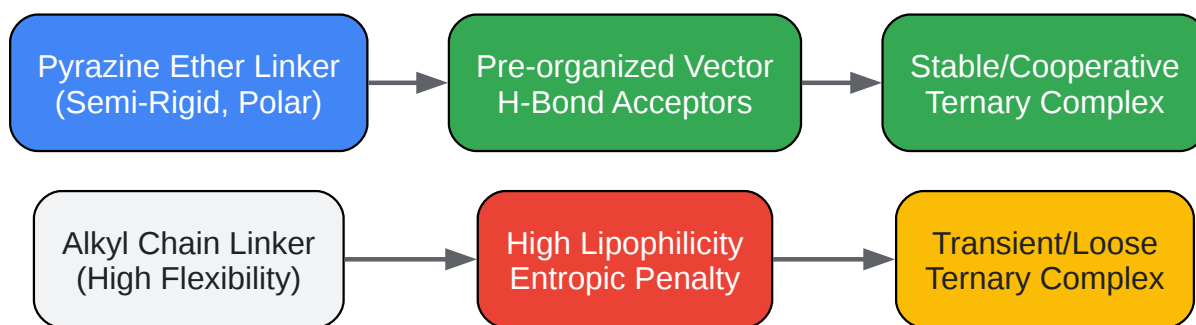 Pyrazine Ether Linker
(Semi-Rigid, Polar)
Pre-organized Vector
H-Bond Acceptors
Stable/Cooperative
Ternary Complex
Alkyl Chain Linker
(High Flexibility)
High Lipophilicity
Entropic Penalty
Transient/Loose
Ternary Complex